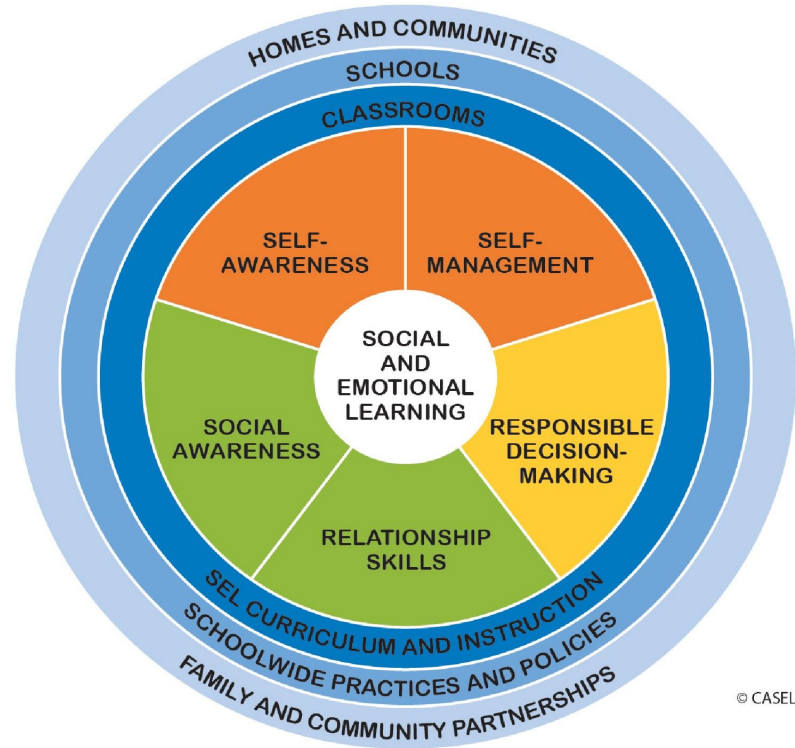 HOMES AND COMMUNITIES
SCHOOLS
CLASSROOMS
SELF-
AWARENESS
SELF-
MANAGEMENT
SOCIAL
AND
EMOTIONAL
LEARNING
SOCIAL
AWARENESS
RESPONSIBLE
DECISION-
MAKING
RELATIONSHIP
SKILLS
SEL CURRICULUM AND INSTRUCTION
SCHOOLWIDE PRACTICES AND POLICIES
FAMILY AND COMMUNITY PARTNERSHIPS
© CASEL